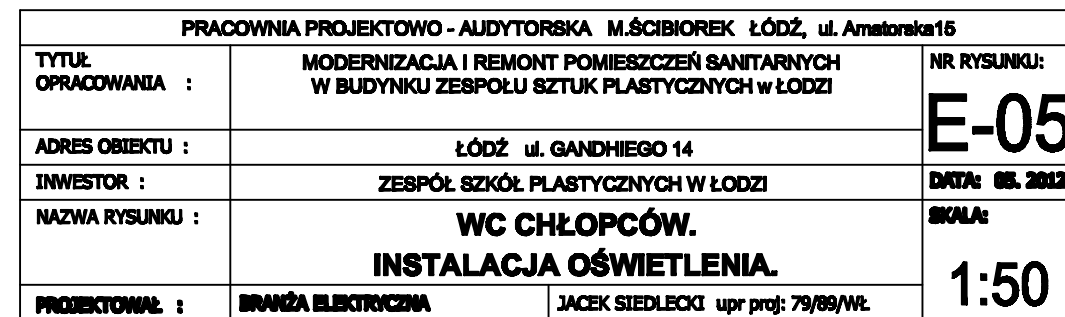 PRACOWNIA PROJEKTOWO - AUDYTORSKA M.ŚCIBIOREK ŁÓDŹ, ul. Amatorska15
TYTUŁ
OPRACOWANIA :
MODERNIZACJA I REMONT POMIESZCZEŃ SANITARNYCH
W BUDYNKU ZESPOŁU SZTUK PLASTYCZNYCH w ŁODZI
NR RYSUNKU:
E-05
ADRES OBIEKTU :
ŁÓDŹ ul. GANDHIEGO 14
INWESTOR :
ZESPÓŁ SZKÓŁ PLASTYCZNYCH W ŁODZI
DATA: 05. 2012
NAZWA RYSUNKU :
WC CHŁOPCÓW.
INSTALACJA OŚWIETLENIA.
SKALA:
1:50
PROJEKTOWAŁ :
BRANŻA ELEKTRYCZNA
JACEK SIEDLECKI upr proj: 79/89/WŁ